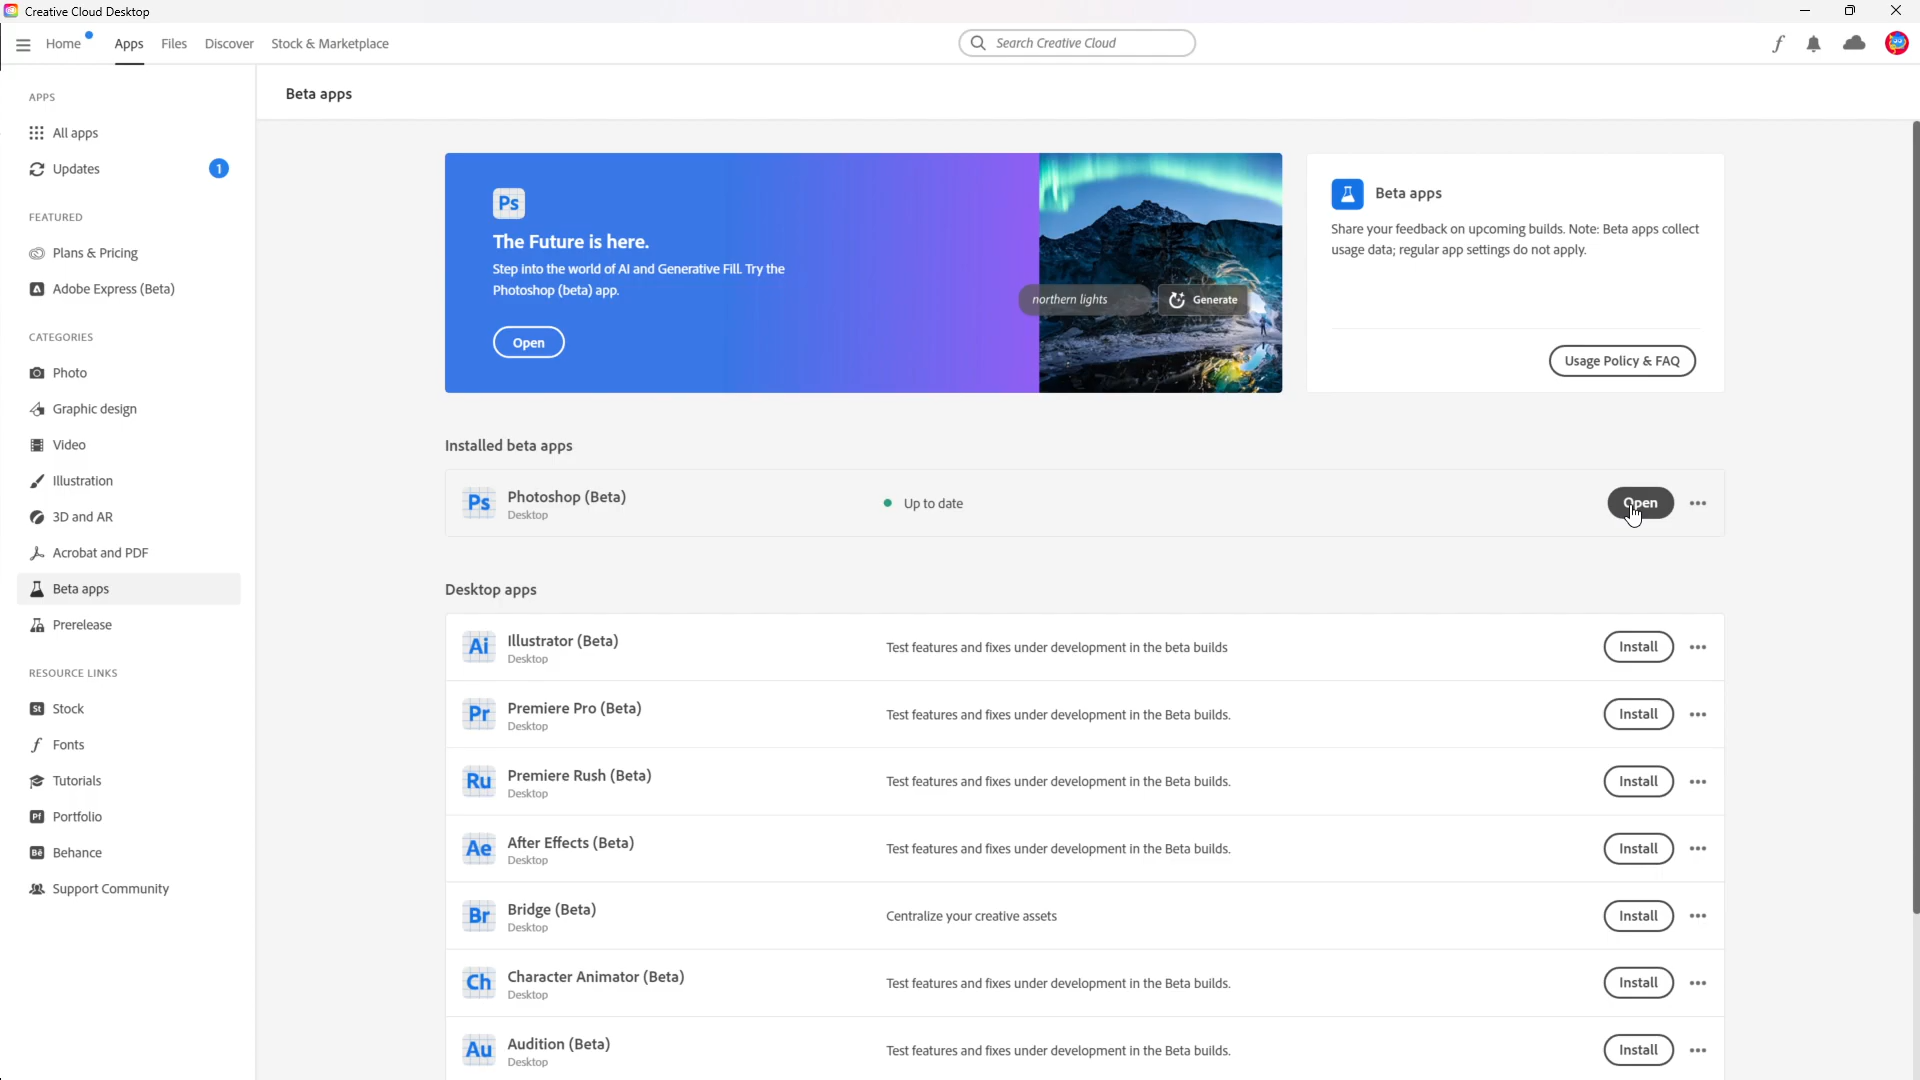 Creative Cloud Desktop
Home
Apps
Files
Discover
Stock & Marketplace
Search Creative Cloud
APPS
All apps
Updates
1
FEATURED
Plans & Pricing
Adobe Express (Beta)
CATEGORIES
Photo
Graphic design
Video
Illustration
3D and AR
Acrobat and PDF
Beta apps
Prerelease
RESOURCE LINKS
St Stock
Fonts
Tutorials
Pf Portfolio
Bē Behance
Support Community
Beta apps
Ps
The Future is here.
Step into the world of AI and Generative Fill. Try the
Photoshop (beta) app.
Open
northern lights
Generate
Beta apps
Share your feedback on upcoming builds. Note: Beta apps collect
usage data; regular app settings do not apply.
Usage Policy & FAQ
Installed beta apps
Ps
Photoshop (Beta)
Desktop
Up to date
Open
Desktop apps
Ai
Illustrator (Beta)
Desktop
Test features and fixes under development in the beta builds
Install
Pr
Premiere Pro (Beta)
Desktop
Test features and fixes under development in the Beta builds.
Install
Ru
Premiere Rush (Beta)
Desktop
Test features and fixes under development in the Beta builds.
Install
Ae
After Effects (Beta)
Desktop
Test features and fixes under development in the Beta builds.
Install
Br
Bridge (Beta)
Desktop
Centralize your creative assets
Install
Ch
Character Animator (Beta)
Desktop
Test features and fixes under development in the Beta builds.
Install
Au
Audition (Beta)
Desktop
Test features and fixes under development in the Beta builds.
Install